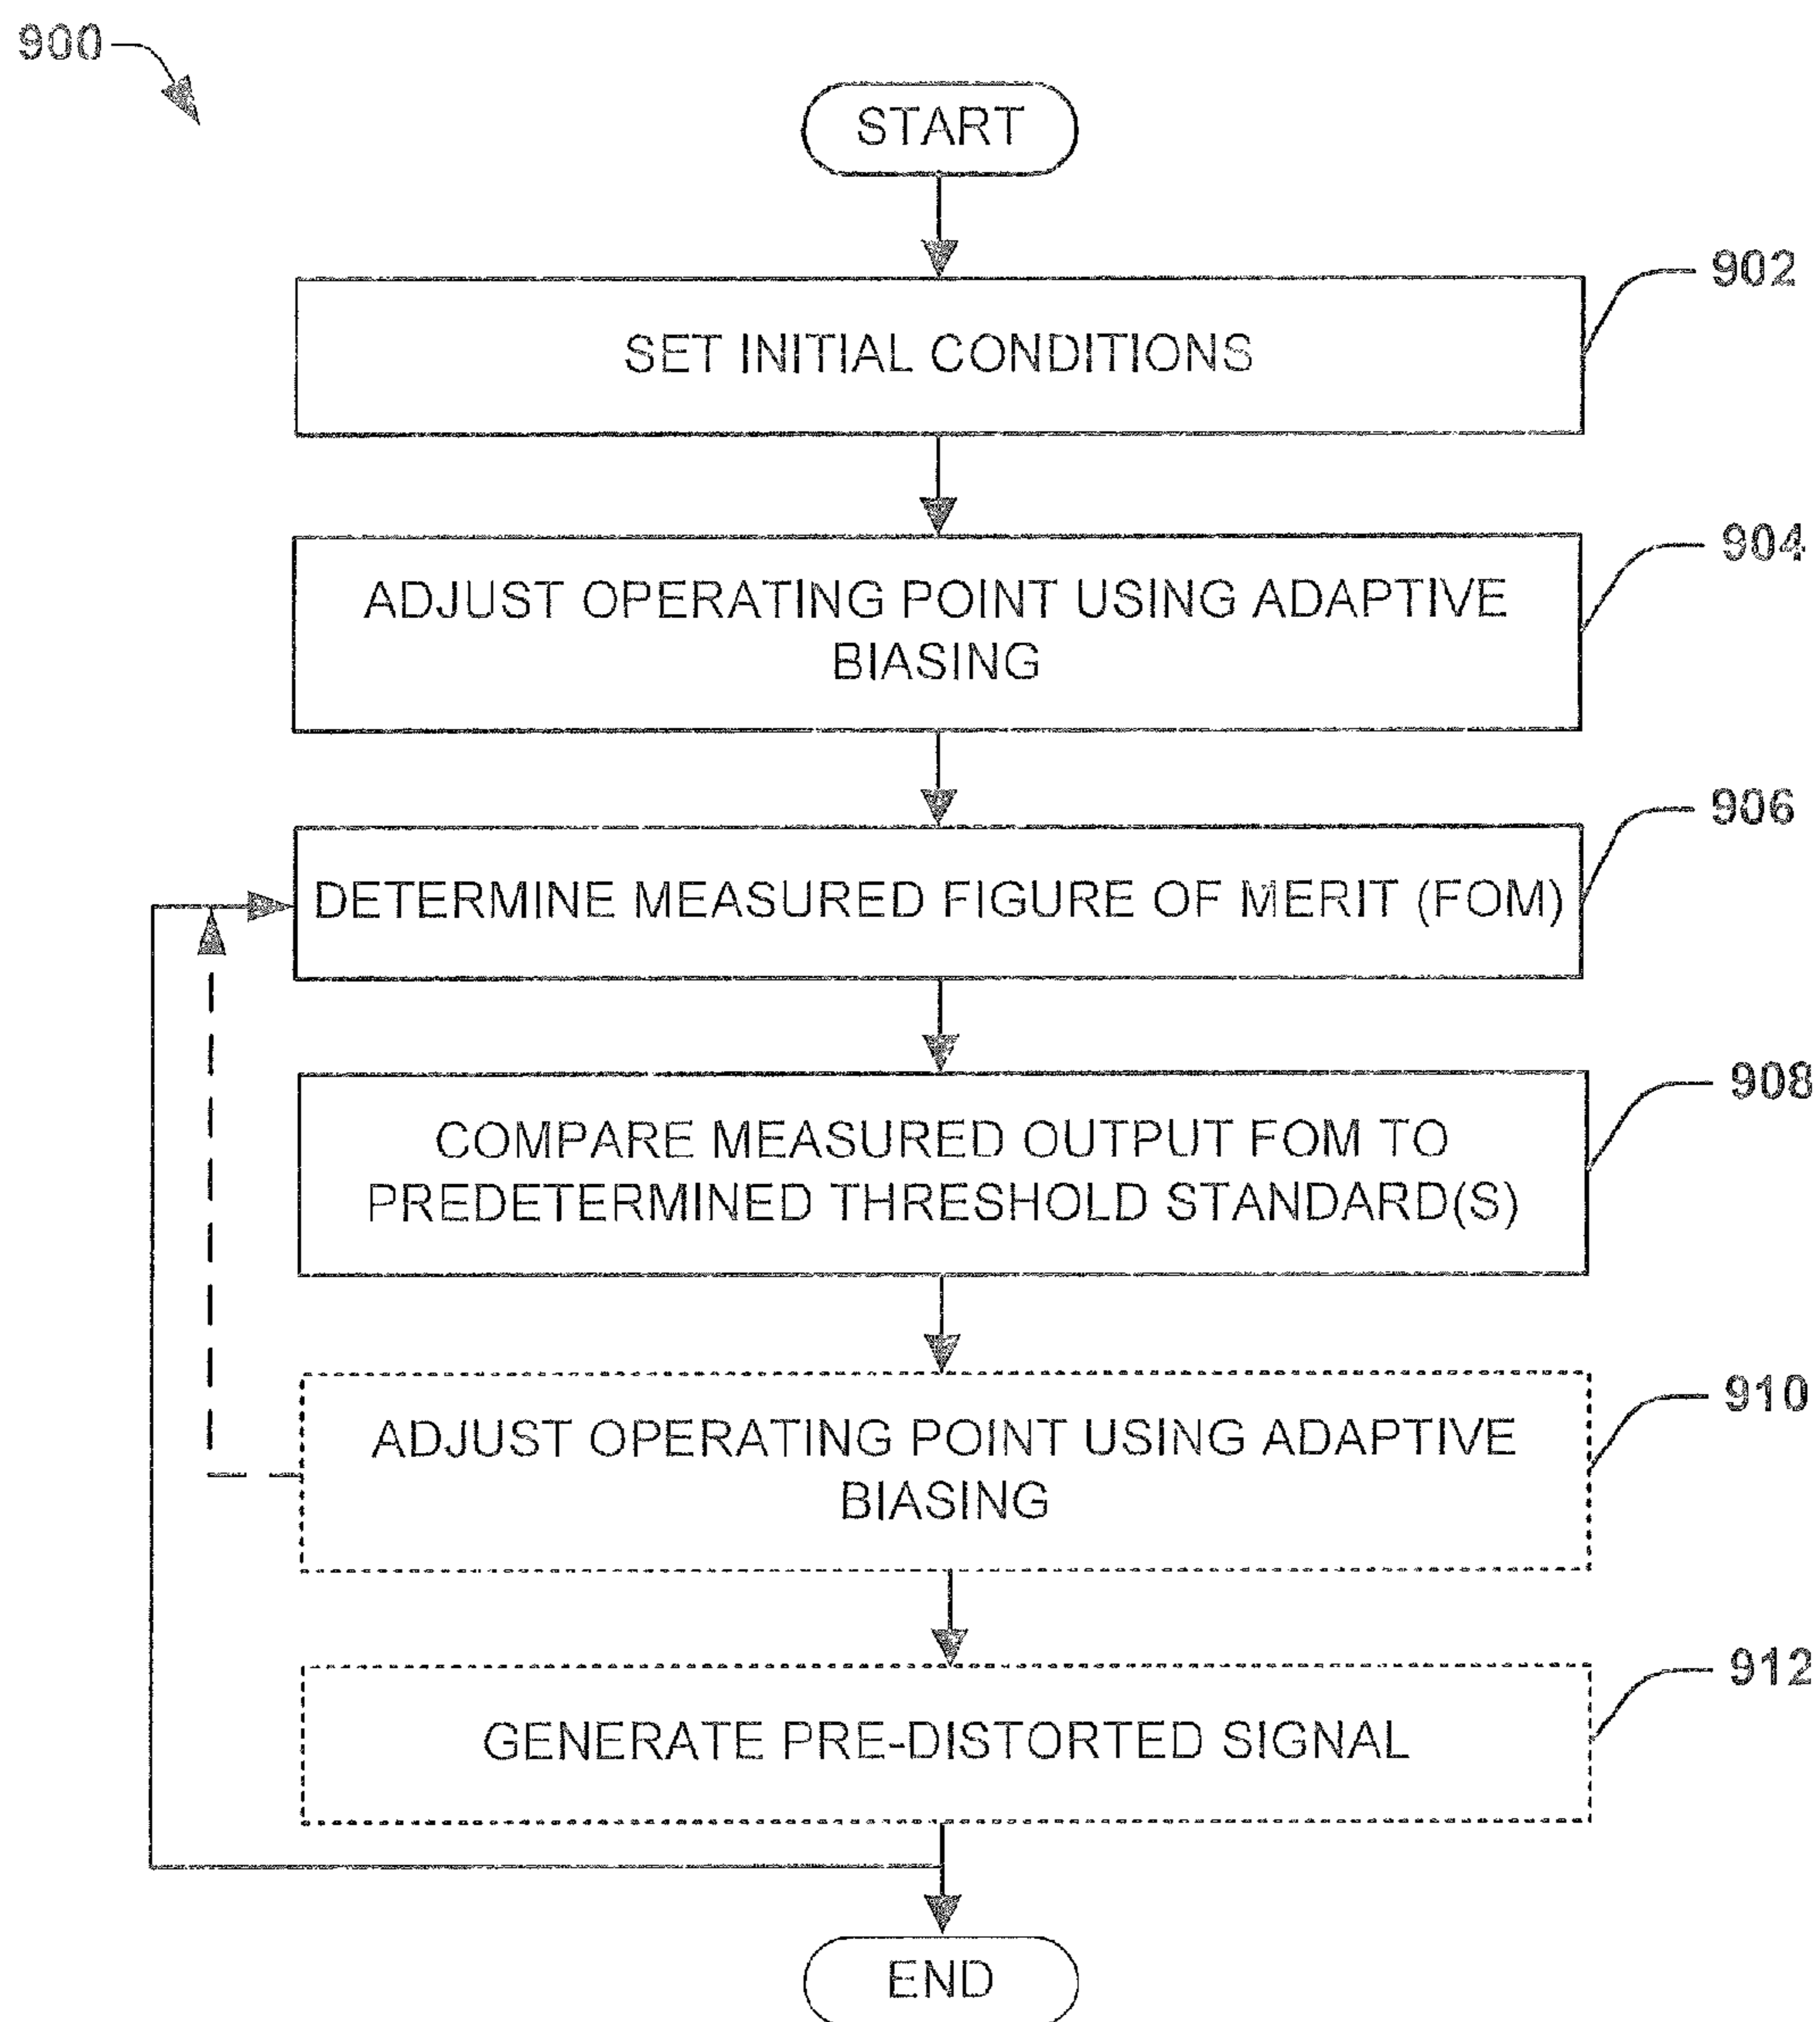 900
START
902
SET INITIAL CONDITIONS
904
ADJUST OPERATING POINT USING ADAPTIVE
BIASING
906
DETERMINE MEASURED FIGURE OF MERIT (FOM)
908
COMPARE MEASURED OUTPUT FOM TO
PREDETERMINED THRESHOLD STANDARD(S)
910
ADJUST OPERATING POINT USING ADAPTIVE
BIASING
912
GENERATE PRE-DISTORTED SIGNAL
END